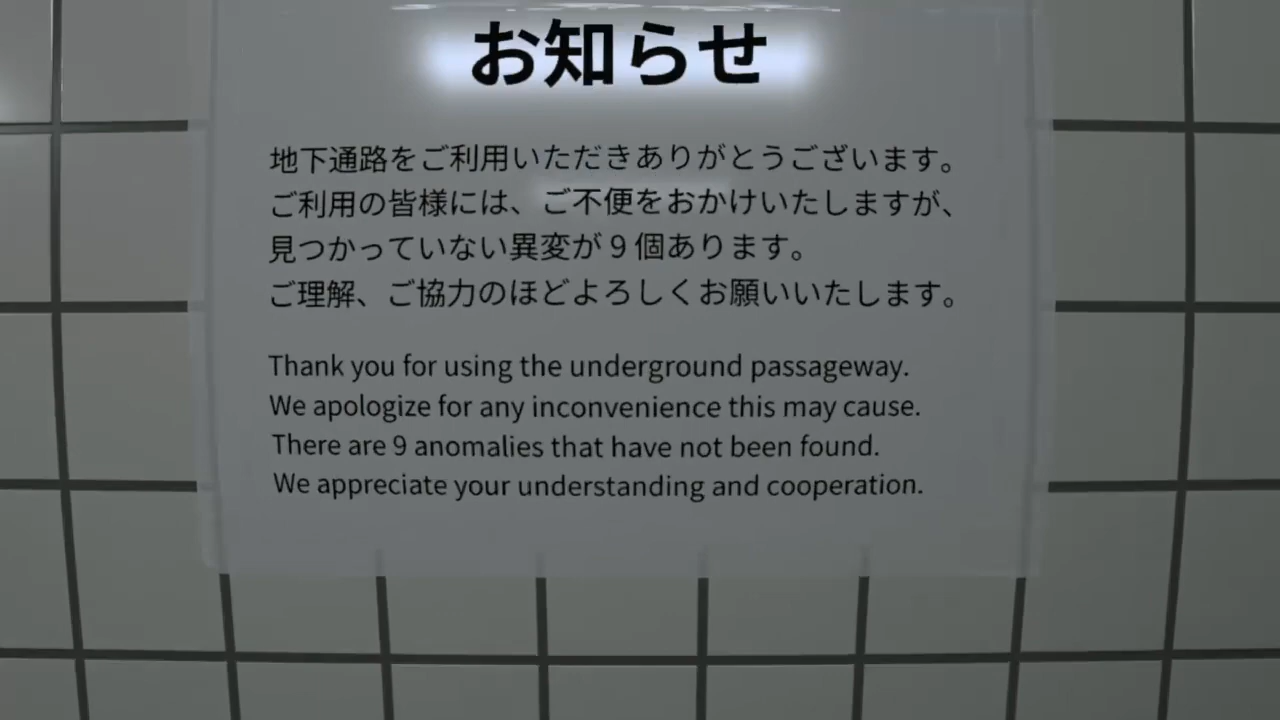 お知らせ
地下通路をご利用いただきありがとうございます。
ご利用の皆様には、ご不便をおかけいたしますが、
見つかっていない異変が9個あります。
ご理解、ご協力のほどよろしくお願いいたします。
Thank you for using the underground passageway.
We apologize for any inconvenience this may cause.
There are 9 anomalies that have not been found.
We appreciate your understanding and cooperation.